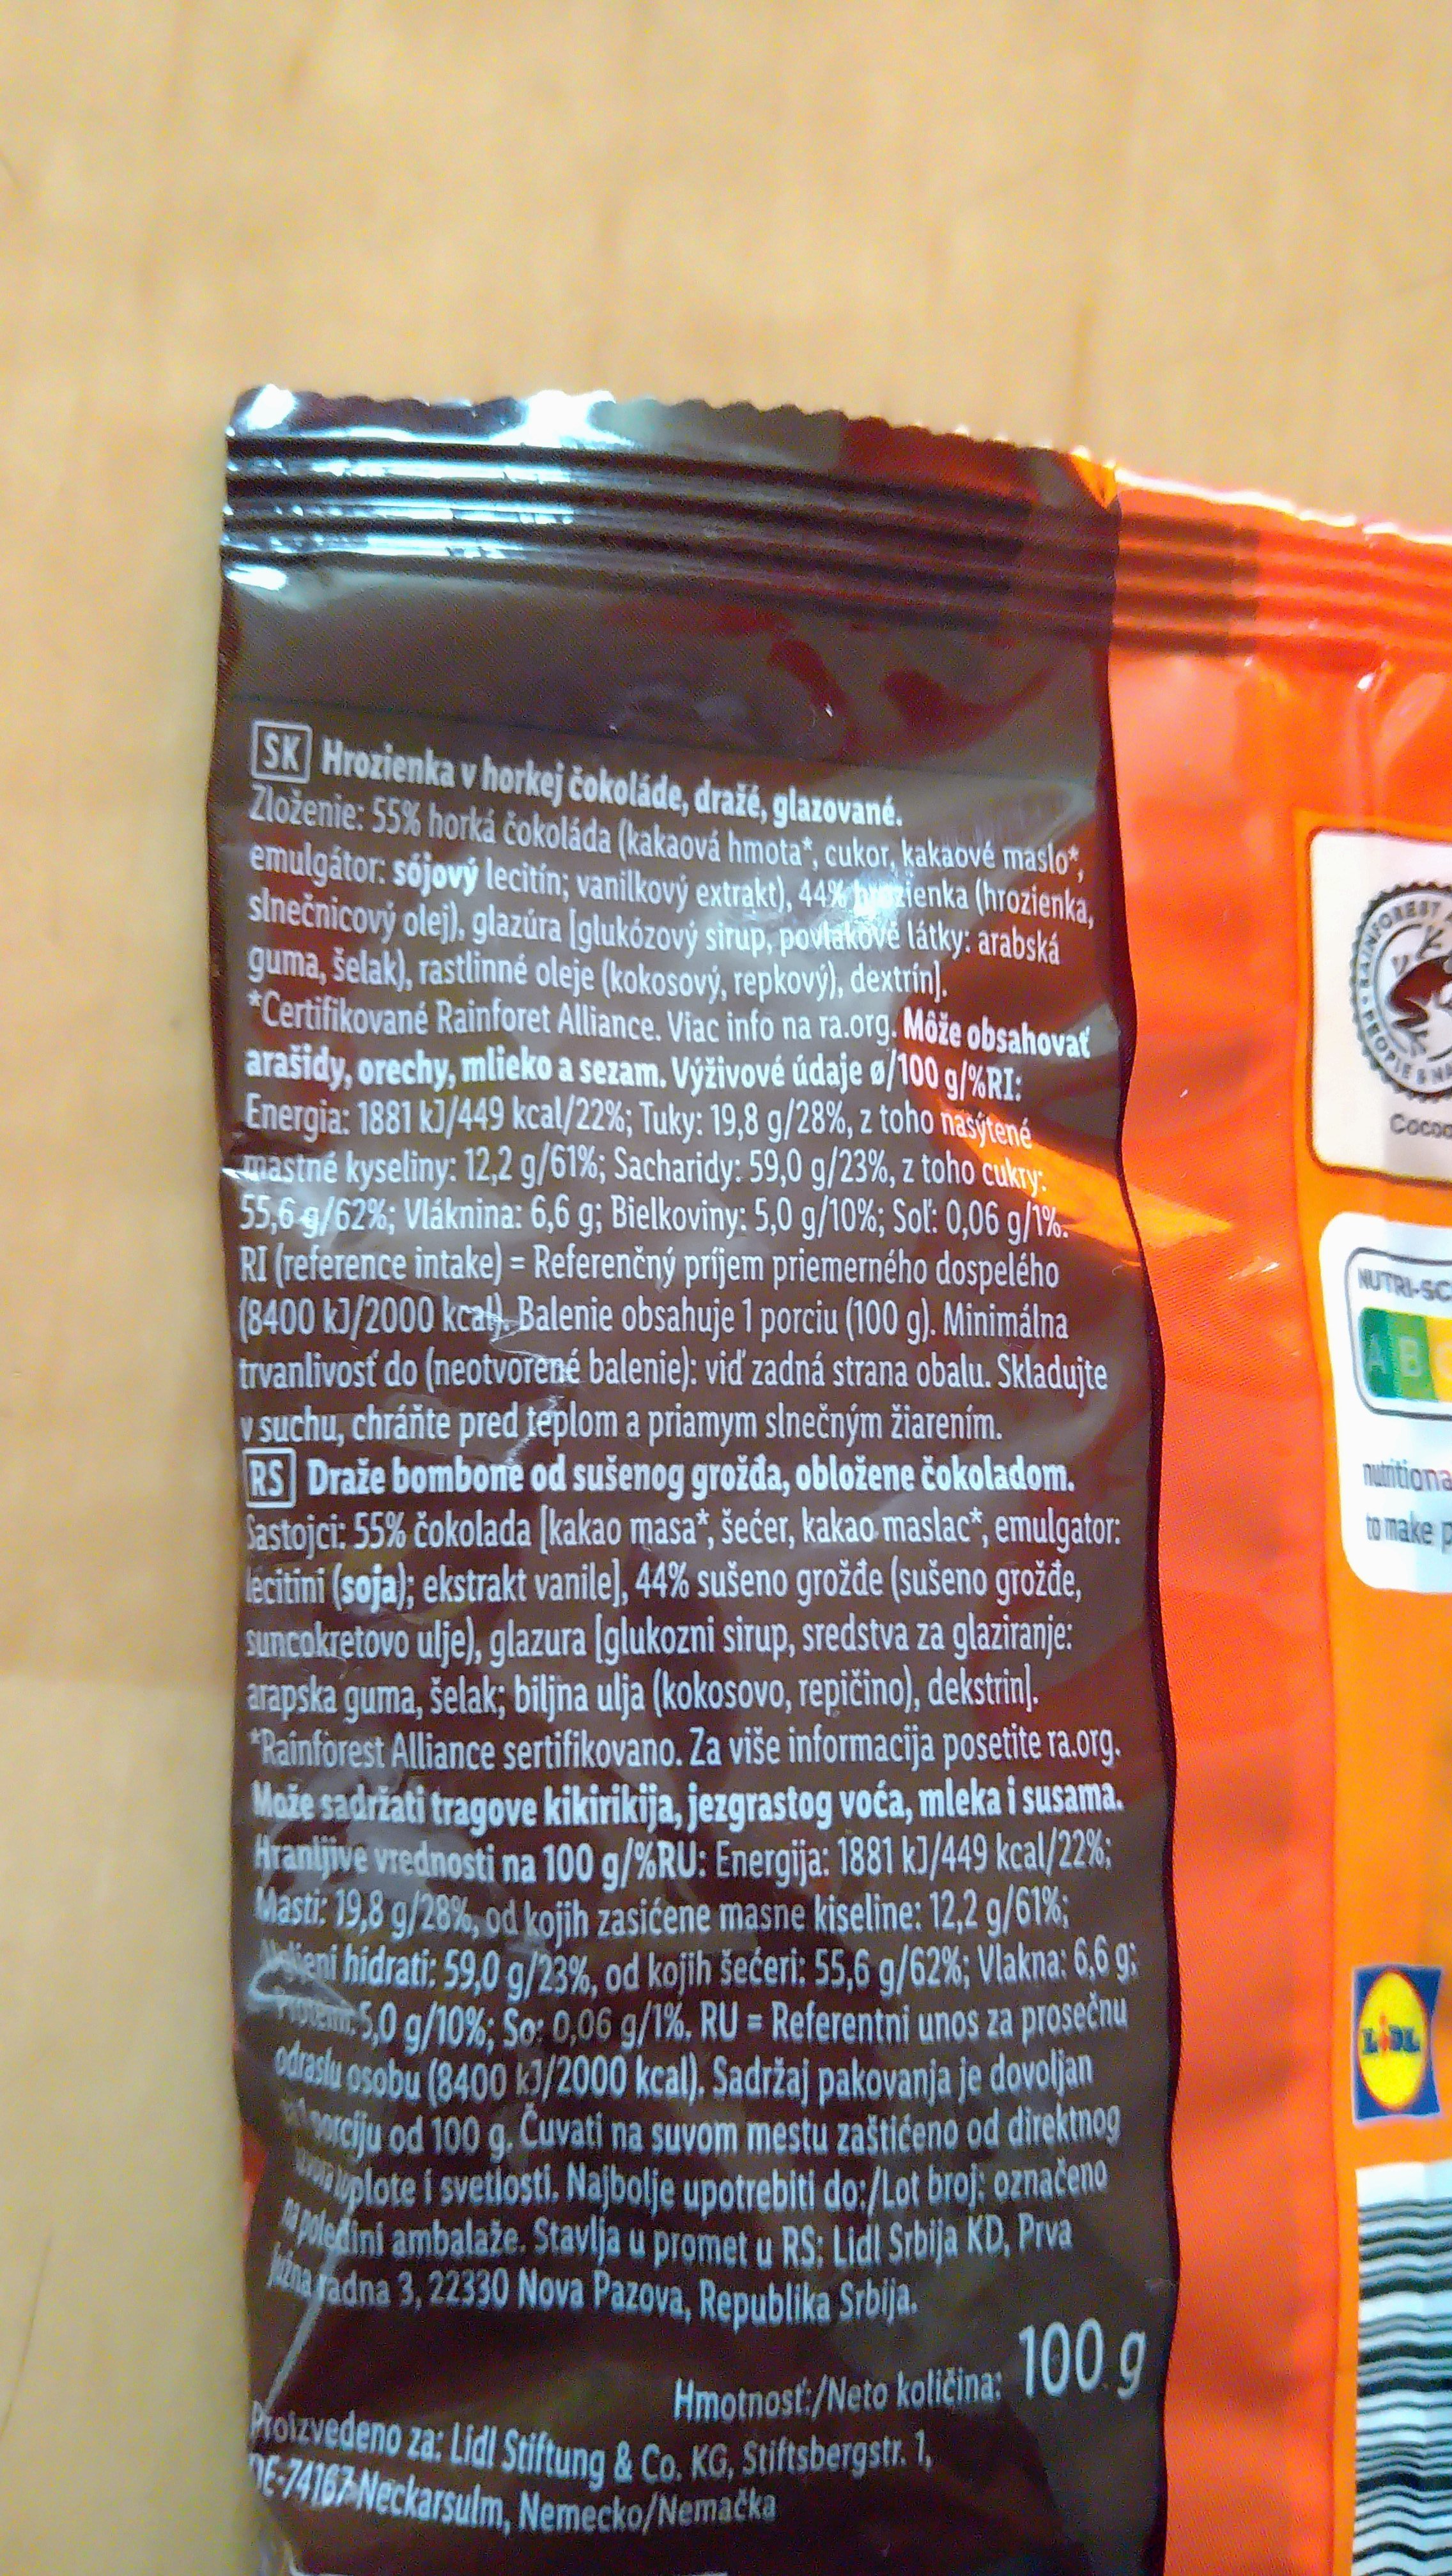 SK Hrozienka v horkej čokoláde, dražé, glazované.
Zloženie: 55% horká čokoláda (kakaová hmota*, cukor, kakaové maslo*,
emulgátor: sójový lecitín; vanilkový extrakt), 44% hrozienka (hrozienka,
slnečnicový olej), glazúra [glukózový sirup, povlakové látky: arabská
guma, šelak), rastlinné oleje (kokosový, repkový), dextrín].
*Certifikované Rainforet Alliance. Viac info na ra.org. Môže obsahovať
arašidy, orechy, mlieko a sezam. Výživové údaje ø/100 g/%RI:
Energia: 1881 kJ/449 kcal/22%; Tuky: 19,8 g/28%, z toho nasýtené
mastné kyseliny: 12,2 g/61%; Sacharidy: 59,0 g/23%, z toho cukry:
55,6 g/62%; Vláknina: 6,6 g; Bielkoviny: 5,0 g/10%; Soľ: 0,06 g/1%.
RI (reference intake) = Referenčný príjem priemerného dospelého
(8400 kJ/2000 kcal). Balenie obsahuje 1 porciu (100 g). Minimálna
trvanlivosť do (neotvorené balenie): viď zadná strana obalu. Skladujte
v suchu, chráňte pred teplom a priamym slnečným žiarením.
RS Draže bombone od sušenog grožđa, obložene čokoladom.
Sastojci: 55% čokolada [kakao masa*, šećer, kakao maslac*, emulgator:
lecitini (soja); ekstrakt vanile], 44% sušeno grožđe (sušeno grožđe,
suncokretovo ulje), glazura [glukozni sirup, sredstva za glaziranje:
arapska guma, šelak; biljna ulja (kokosovo, repičino), dekstrin].
*Rainforest Alliance sertifikovano. Za više informacija posetite ra.org.
Može sadržati tragove kikirikija, jezgrastog voća, mleka i susama.
Hranljive vrednosti na 100 g/%RU: Energija: 1881 kJ/449 kcal/22%;
Masti: 19,8 g/28%, od kojih zasićene masne kiseline: 12,2 g/61%;
hidrati: 59,0 g/23%, od kojih šećeri: 55,6 g/62%; Vlakna: 6,6 g;
5,0 g/10%; So: 0,06 g/1%. RU = Referentni unos za prosečnu
odraslu osobu (8400 kJ/2000 kcal). Sadržaj pakovanja je dovoljan
porciju od 100 g. Čuvati na suvom mestu zaštićeno od direktnog
toplote i svetlosti. Najbolje upotrebiti do:/Lot broj: označeno
na poleđini ambalaže. Stavlja u promet u RS: Lidl Srbija KD, Prva
južna radna 3, 22330 Nova Pazova, Republika Srbija.
Hmotnosť:/Neto količina: 100 g
Proizvedeno za: Lidl Stiftung & Co. KG, Stiftsbergstr. 1,
DE-74167 Neckarsulm, Nemecko/Nemačka
RAINFOREST
PEOPLE & NA
Cocoa
NUTRI-SC
A B
nutritiona
to make p
LIDL